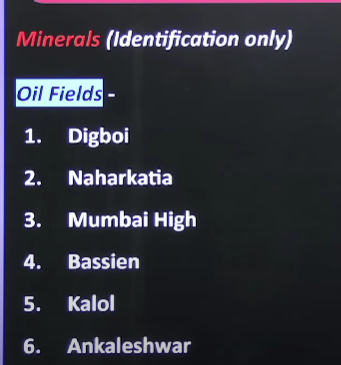 Minerals (Identification only)
Oil Fields -
1. Digboi
2. Naharkatia
3. Mumbai High
4. Bassien
5. Kalol
6. Ankaleshwar